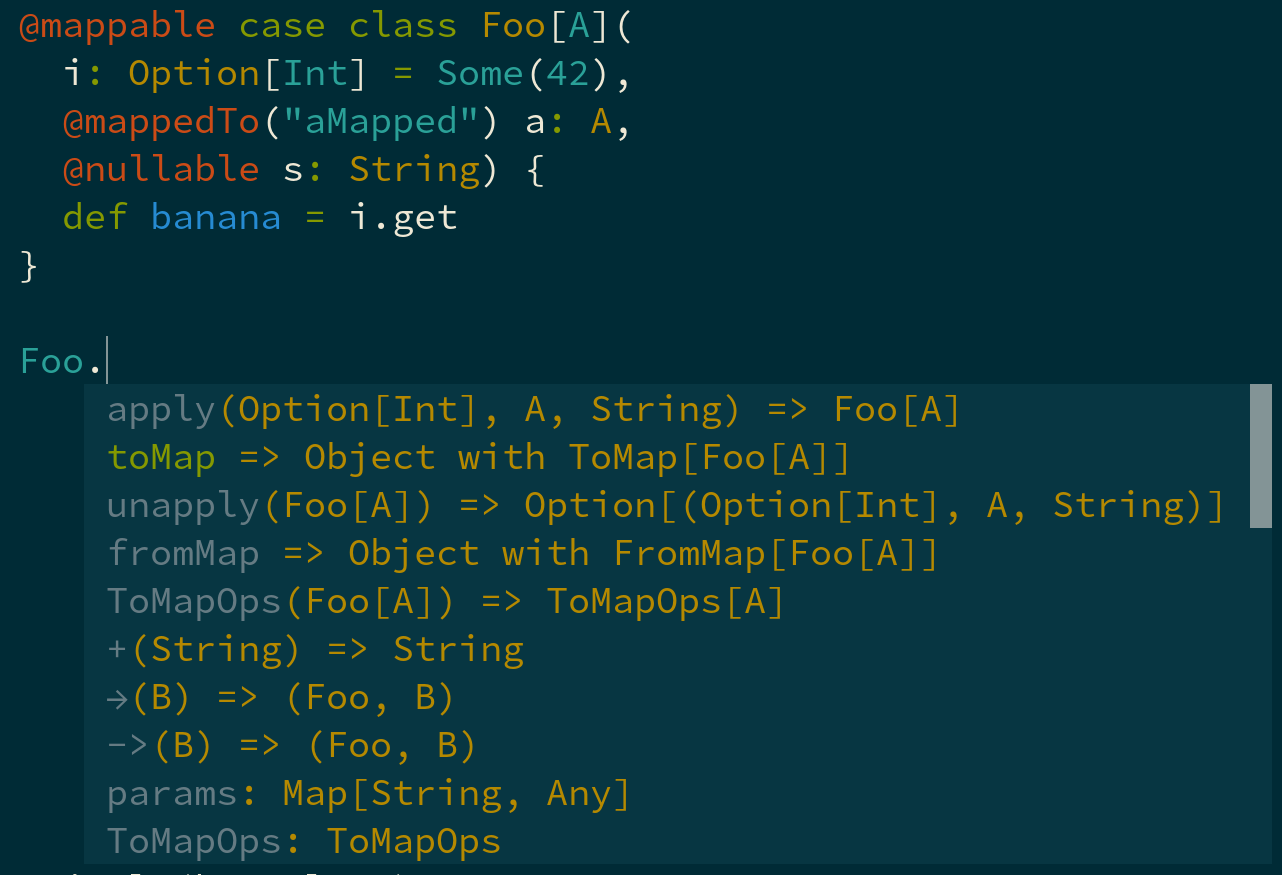 @mappable case class Foo[A](
  i: Option[Int] = Some(42),
  @mappedTo("aMapped") a: A,
  @nullable s: String) {
  def banana = i.get
}
Foo.
apply(Option[Int], A, String) => Foo[A]
toMap => Object with ToMap[Foo[A]]
unapply(Foo[A]) => Option[(Option[Int], A, String)]
fromMap => Object with FromMap[Foo[A]]
ToMapOps(Foo[A]) => ToMapOps[A]
+(String) => String
→(B) => (Foo, B)
->(B) => (Foo, B)
params: Map[String, Any]
ToMapOps: ToMapOps